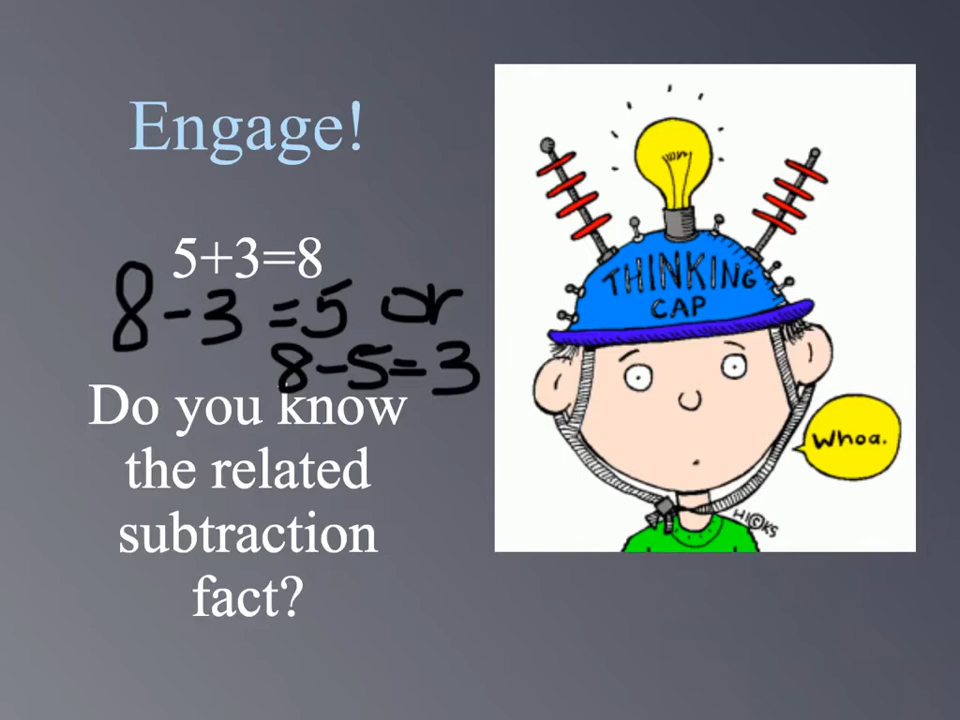 Engage!
5+3=8
8-3=5 or
8-5=3
Do you know
the related
subtraction
fact?
THINKING
CAP
Whoa.
HICKS